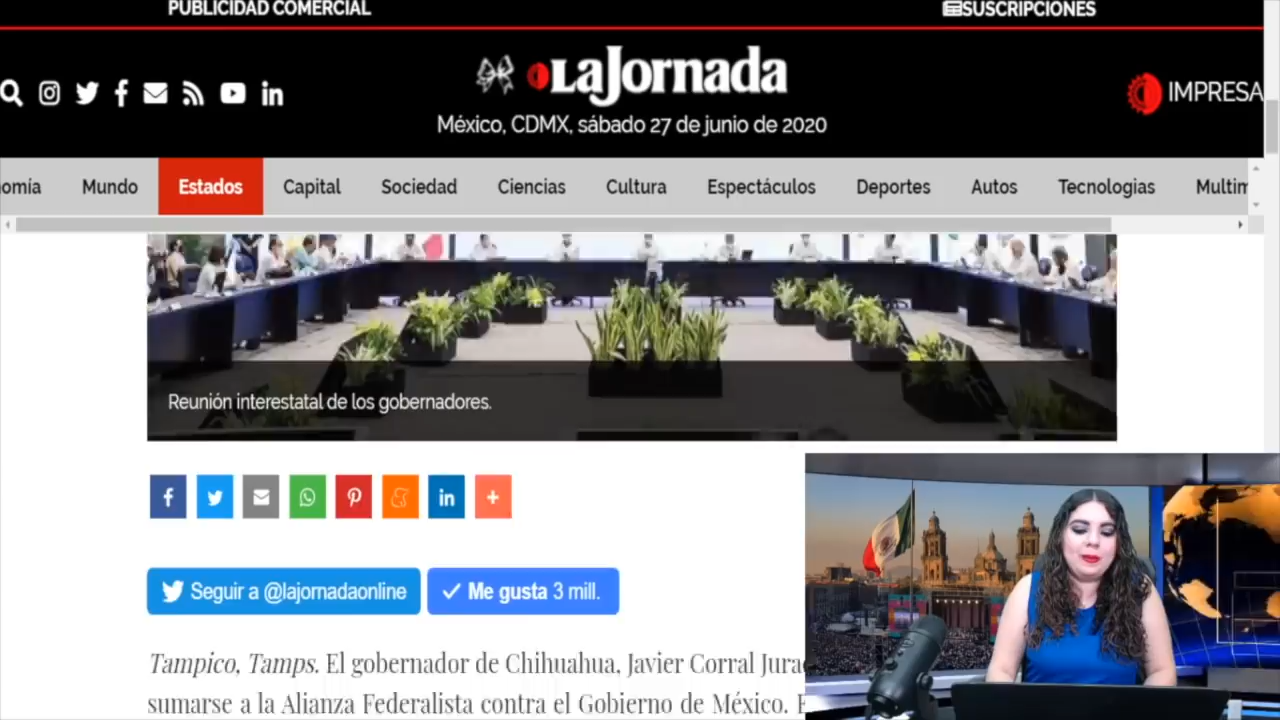 PUBLICIDAD COMERCIAL
SUSCRIPCIONES
La Jornada
IMPRESA
México, CDMX, sábado 27 de junio de 2020
omía Mundo Estados Capital Sociedad Ciencias Cultura Espectáculos Deportes Autos Tecnologias Multim
Reunión interestatal de los gobernadores.
Seguir a @lajornadaonline
Me gusta 3 mill.
Tampico, Tamps. El gobernador de Chihuahua, Javier Corral Jurad
sumarse a la Alianza Federalista contra el Gobierno de México.